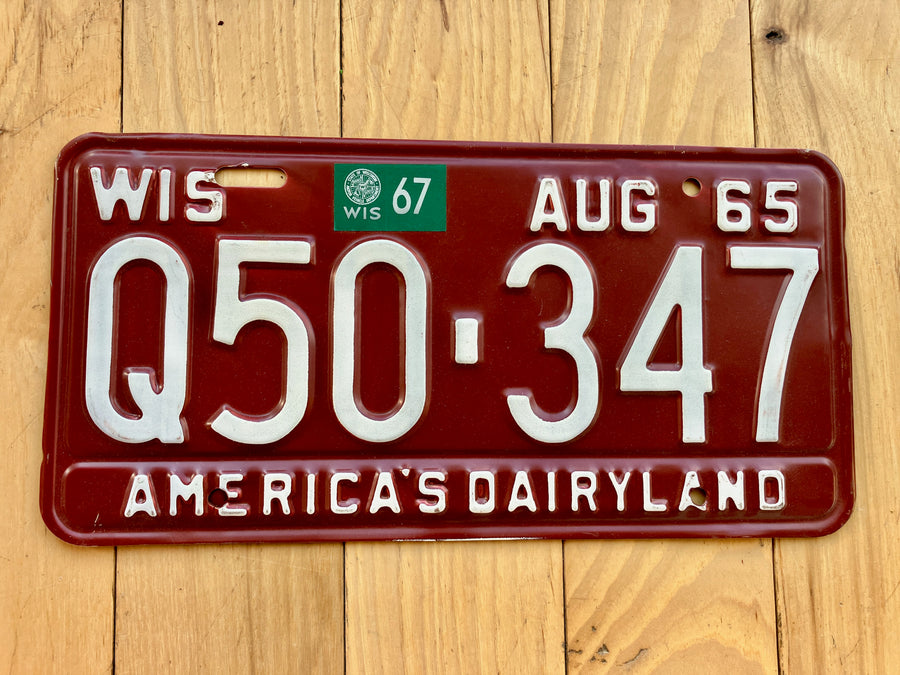 WIS WIS 67 AUG 65
Q50-347
AMERICA'S DAIRYLAND